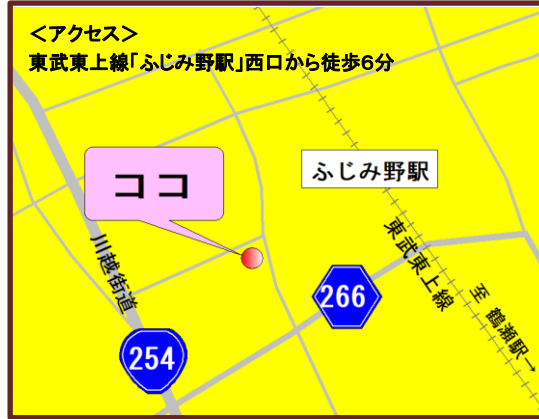 ＜アクセス＞
東武東上線「ふじみ野駅」西口から徒歩6分
ココ
ふじみ野駅
川越街道
東武東上線
266
至 鶴瀬駅→
254